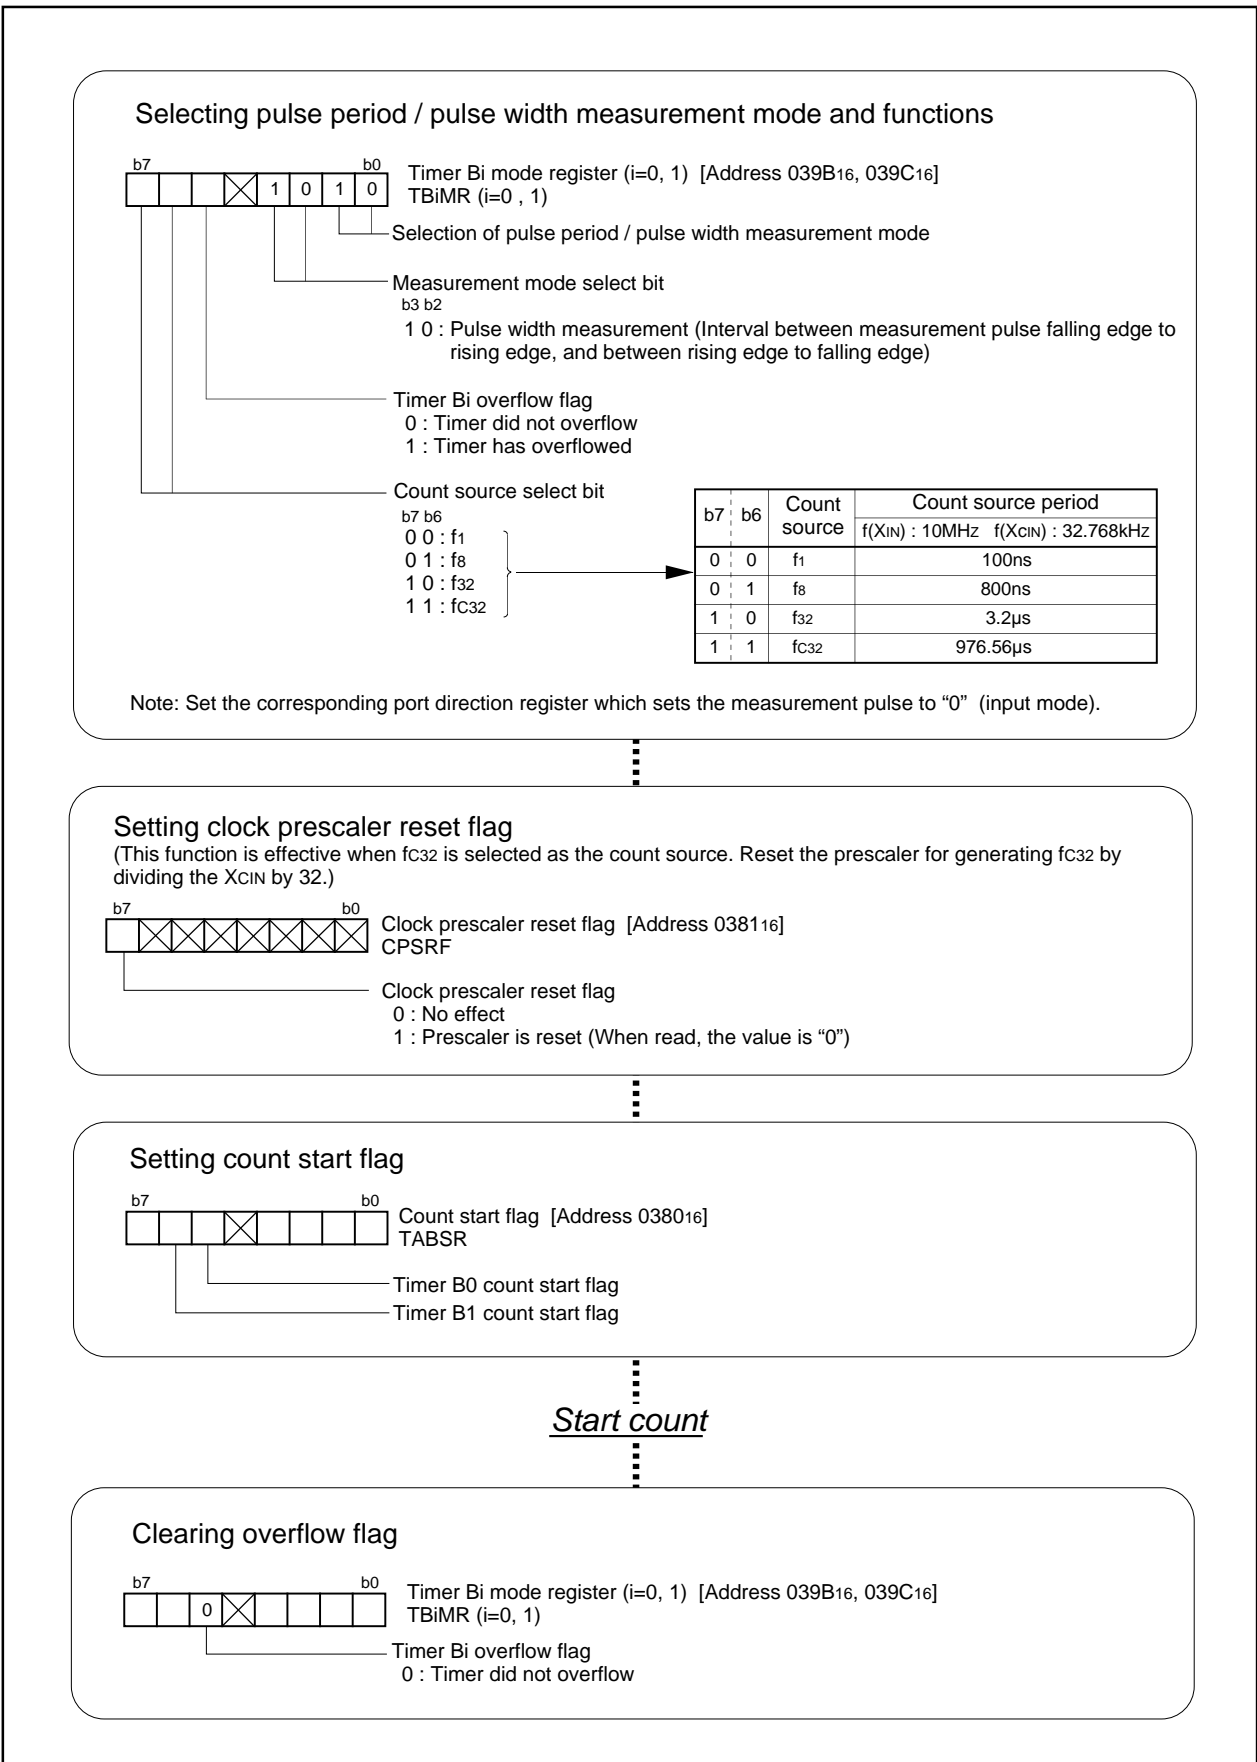 Selecting pulse period / pulse width measurement mode and functions
b7 b0
1 0 1 0
Timer Bi mode register (i=0, 1) [Address 039B16, 039C16]
TBiMR (i=0 , 1)
Selection of pulse period / pulse width measurement mode
Measurement mode select bit
b3 b2
1 0 : Pulse width measurement (Interval between measurement pulse falling edge to
rising edge, and between rising edge to falling edge)
Timer Bi overflow flag
0 : Timer did not overflow
1 : Timer has overflowed
Count source select bit
b7 b6
0 0 : f1
0 1 : f8
1 0 : f32
1 1 : fC32
b7 b6 Count source Count source period
f(XIN) : 10MHz f(XCIN) : 32.768kHz
0 0 f1 100ns
0 1 f8 800ns
1 0 f32 3.2µs
1 1 fC32 976.56µs
Note: Set the corresponding port direction register which sets the measurement pulse to “0” (input mode).
Setting clock prescaler reset flag
(This function is effective when fC32 is selected as the count source. Reset the prescaler for generating fC32 by
dividing the XCIN by 32.)
b7 b0
Clock prescaler reset flag [Address 038116]
CPSRF
Clock prescaler reset flag
0 : No effect
1 : Prescaler is reset (When read, the value is “0”)
Setting count start flag
b7 b0
Count start flag [Address 038016]
TABSR
Timer B0 count start flag
Timer B1 count start flag
Start count
Clearing overflow flag
b7 b0
0
Timer Bi mode register (i=0, 1) [Address 039B16, 039C16]
TBiMR (i=0, 1)
Timer Bi overflow flag
0 : Timer did not overflow